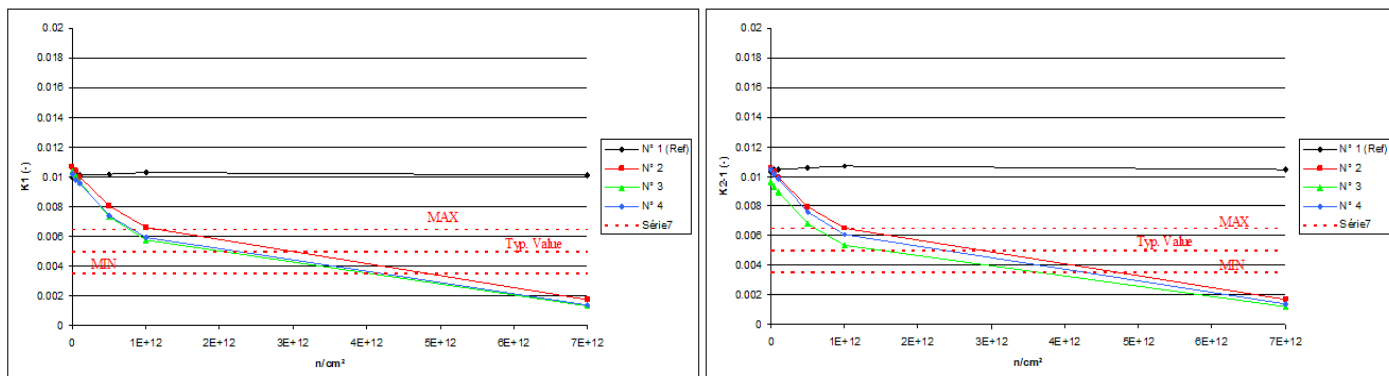 0.02
0.018
0.016
0.014
0.012
0.01
0.008
0.006
0.004
0.002
0
K1 (-)
MAX
Typ. Value
MIN
0 1E+12 2E+12 3E+12 4E+12 5E+12 6E+12 7E+12
n/cm²
N° 1 (Ref)
N° 2
N° 3
N° 4
Série7
0.02
0.018
0.016
0.014
0.012
0.01
0.008
0.006
0.004
0.002
0
K2-1 (-)
MAX
Typ. Value
MIN
0 1E+12 2E+12 3E+12 4E+12 5E+12 6E+12 7E+12
n/cm²
N° 1 (Ref)
N° 2
N° 3
N° 4
Série7